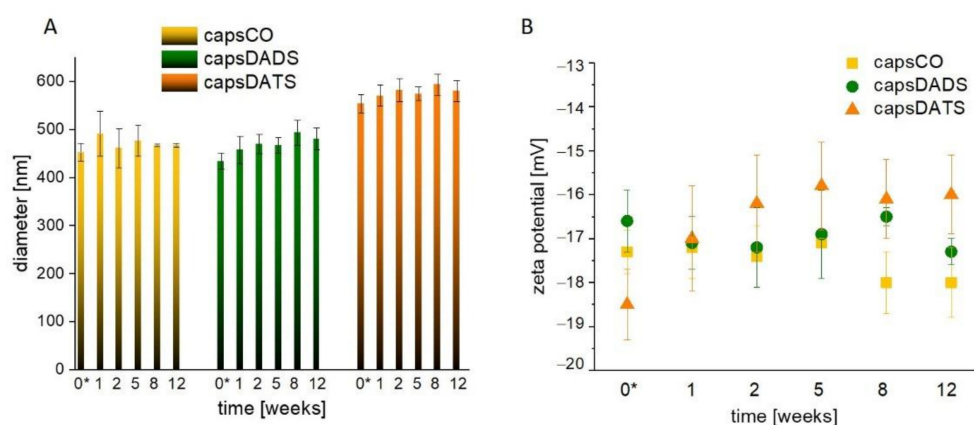 A
capsCO
capsDADS
capsDATS
600
500
400
300
200
100
0
diameter [nm]
0* 1 2 5 8 12 0* 1 2 5 8 12 0* 1 2 5 8 12
time [weeks]
B
capsCO
capsDADS
capsDATS
−13
−14
−15
−16
−17
−18
−19
−20
zeta potential [mV]
0* 1 2 5 8 12
time [weeks]